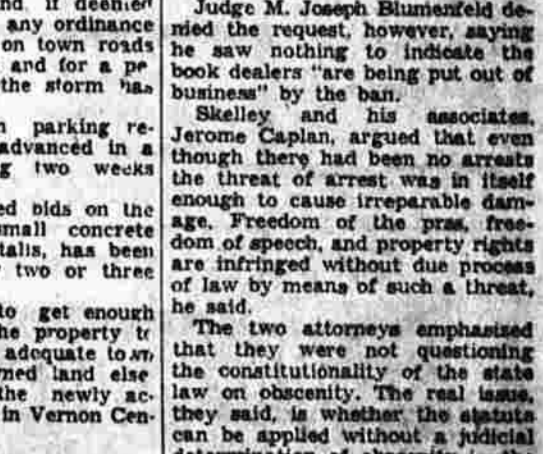 nd if deemed
any ordinance
on town roads
and for a pe
the storm has
parking re-
advanced in a
g two weeks
ed bids on the
small concrete
talis, has been
two or three
to get enough
he property to
adequate to
ned land else
the newly ac-
in Vernon Cen-
Judge M. Joseph Blumenfeld de-
nied the request, however, saying
he saw nothing to indicate the
book dealers "are being put out of
business" by the ban.
Skelley and his associates,
Jerome Caplan, argued that even
though there had been no arrests
the threat of arrest was in itself
enough to cause irreparable dam-
age. Freedom of the prss, free-
dom of speech, and property rights
are infringed without due process
of law by means of such a threat,
he said.
The two attorneys emphasised
that they were not questioning
the constitutionality of the state
law on obscenity. The real issue,
they said, is whether the statute
can be applied without a judicial
determination of obscenity in the